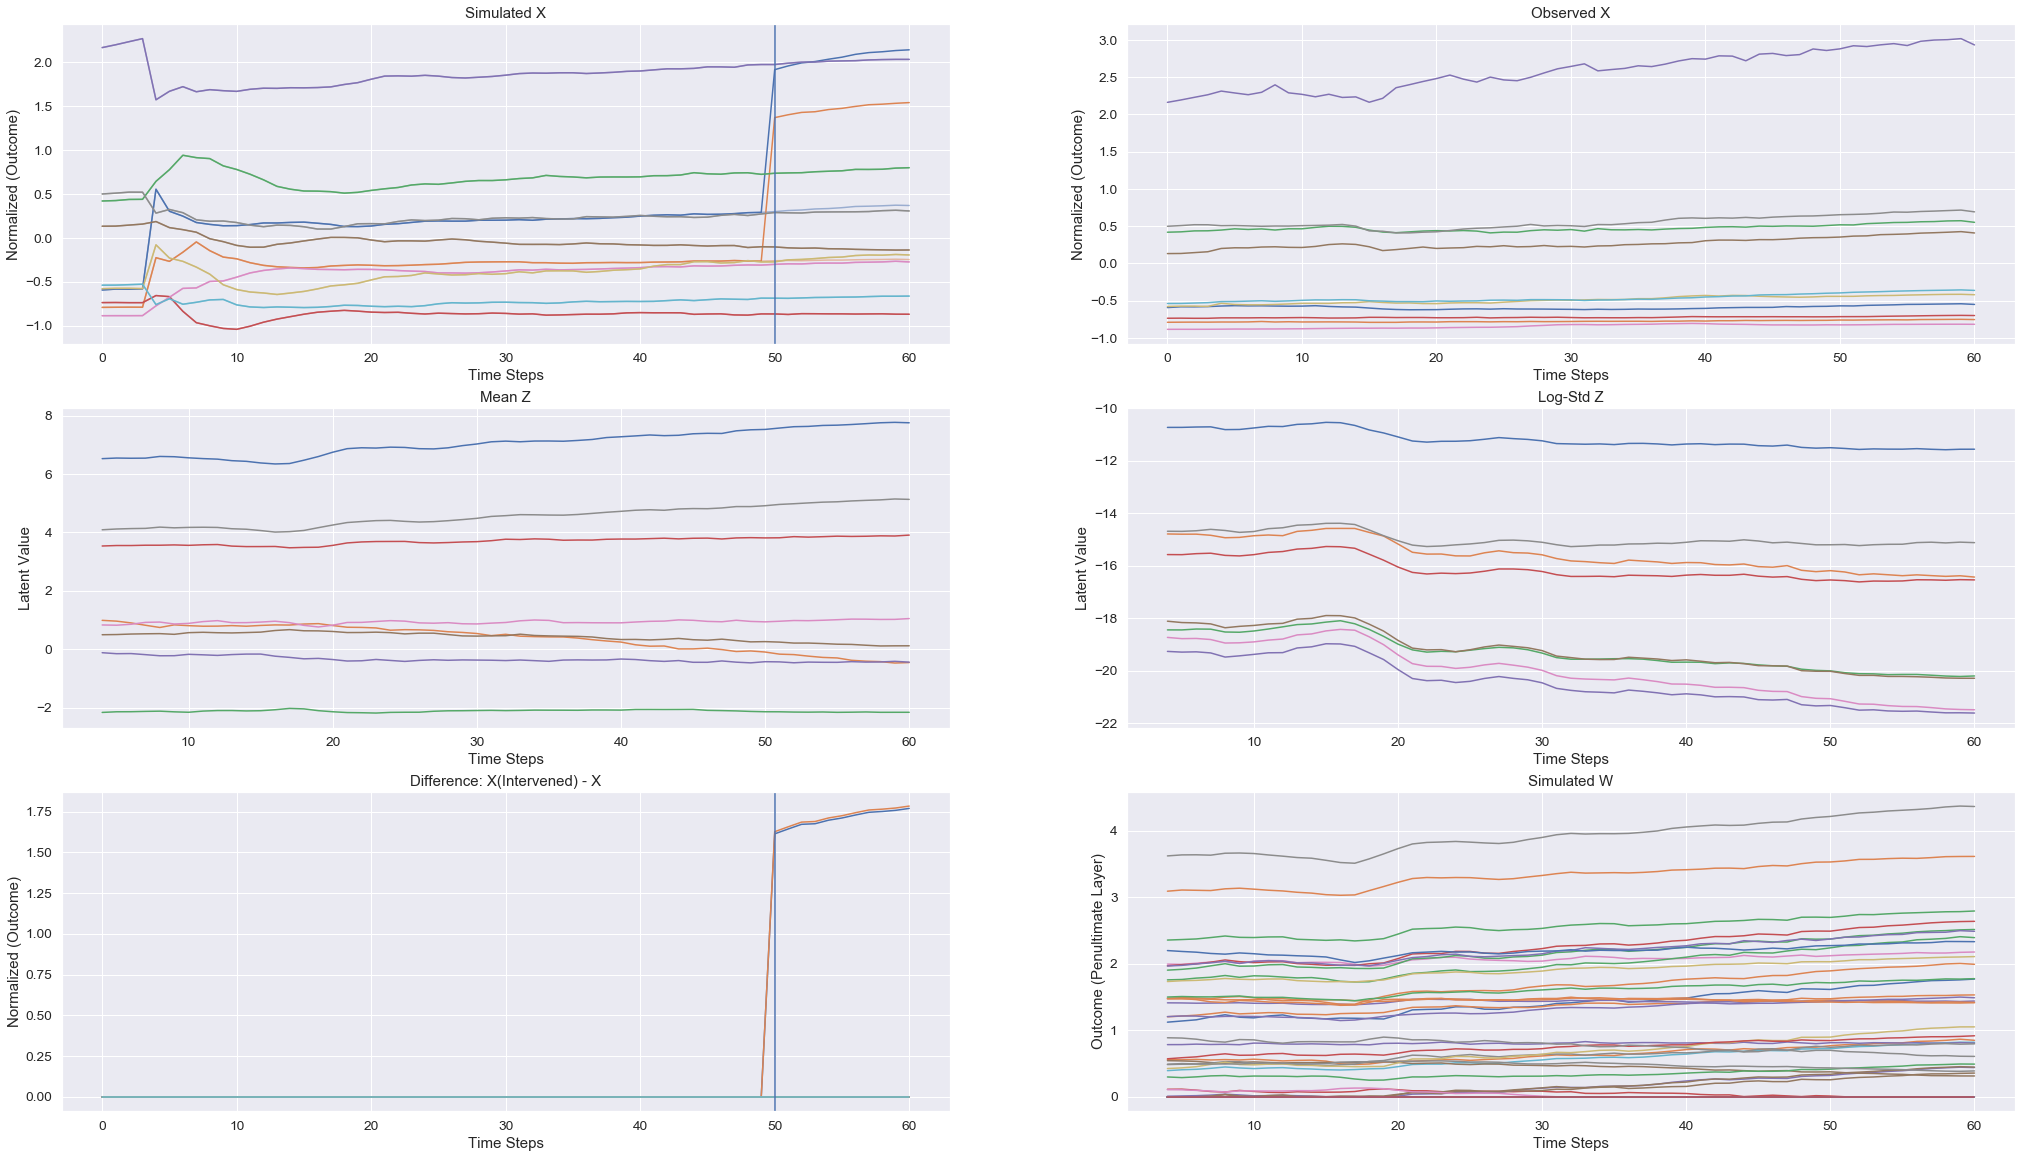 Simulated X
Normalized (Outcome)
2.0
1.5
1.0
0.5
0.0
−0.5
−1.0
0 10 20 30 40 50 60
Time Steps
Observed X
Normalized (Outcome)
3.0
2.5
2.0
1.5
1.0
0.5
0.0
−0.5
−1.0
0 10 20 30 40 50 60
Time Steps
Mean Z
Latent Value
8
6
4
2
0
−2
10 20 30 40 50 60
Time Steps
Log-Std Z
Latent Value
−10
−12
−14
−16
−18
−20
−22
10 20 30 40 50 60
Time Steps
Difference: X(Intervened) - X
Normalized (Outcome)
1.75
1.50
1.25
1.00
0.75
0.50
0.25
0.00
0 10 20 30 40 50 60
Time Steps
Simulated W
Outcome (Penultimate Layer)
4
3
2
1
0
10 20 30 40 50 60
Time Steps